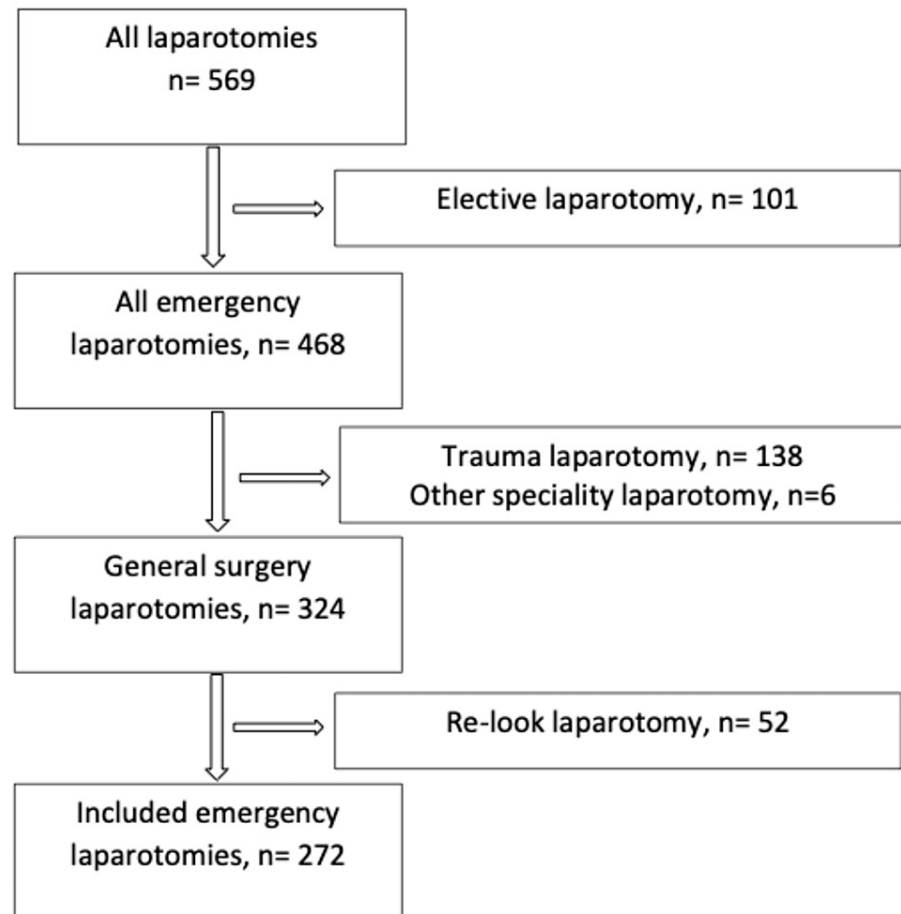 All laparotomies
n= 569
Elective laparotomy, n= 101
All emergency
laparotomies, n= 468
Trauma laparotomy, n= 138
Other speciality laparotomy, n=6
General surgery
laparotomies, n= 324
Re-look laparotomy, n= 52
Included emergency
laparotomies, n= 272